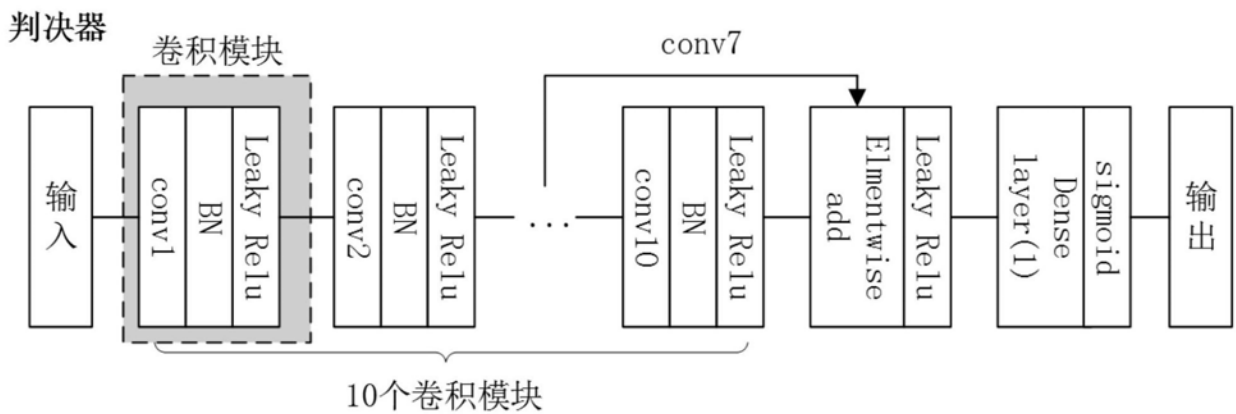 判决器
卷积模块
conv7
输入
conv1
BN
Leaky Relu
conv2
BN
Leaky Relu
...
conv10
BN
Leaky Relu
Elmentwise
add
Leaky Relu
Dense
layer(1)
sigmoid
输出
10个卷积模块